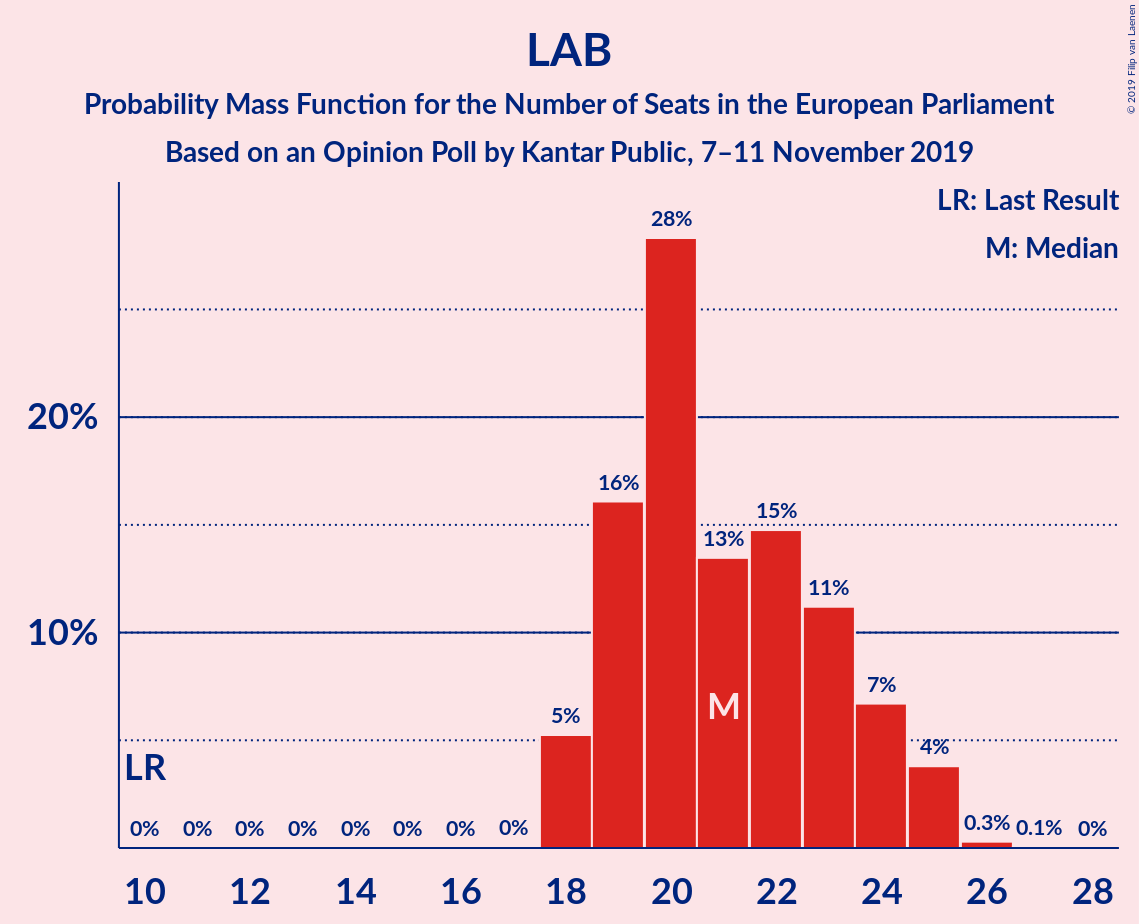 LAB
Probability Mass Function for the Number of Seats in the European Parliament
Based on an Opinion Poll by Kantar Public, 7–11 November 2019
© 2019 Filip van Laenen
LR: Last Result
M: Median
28%
20%
16%
15%
13%
11%
10%
M
7%
5%
4%
LR
0% 0% 0% 0% 0% 0% 0% 0% 0.3% 0.1% 0%
10 12 14 16 18 20 22 24 26 28